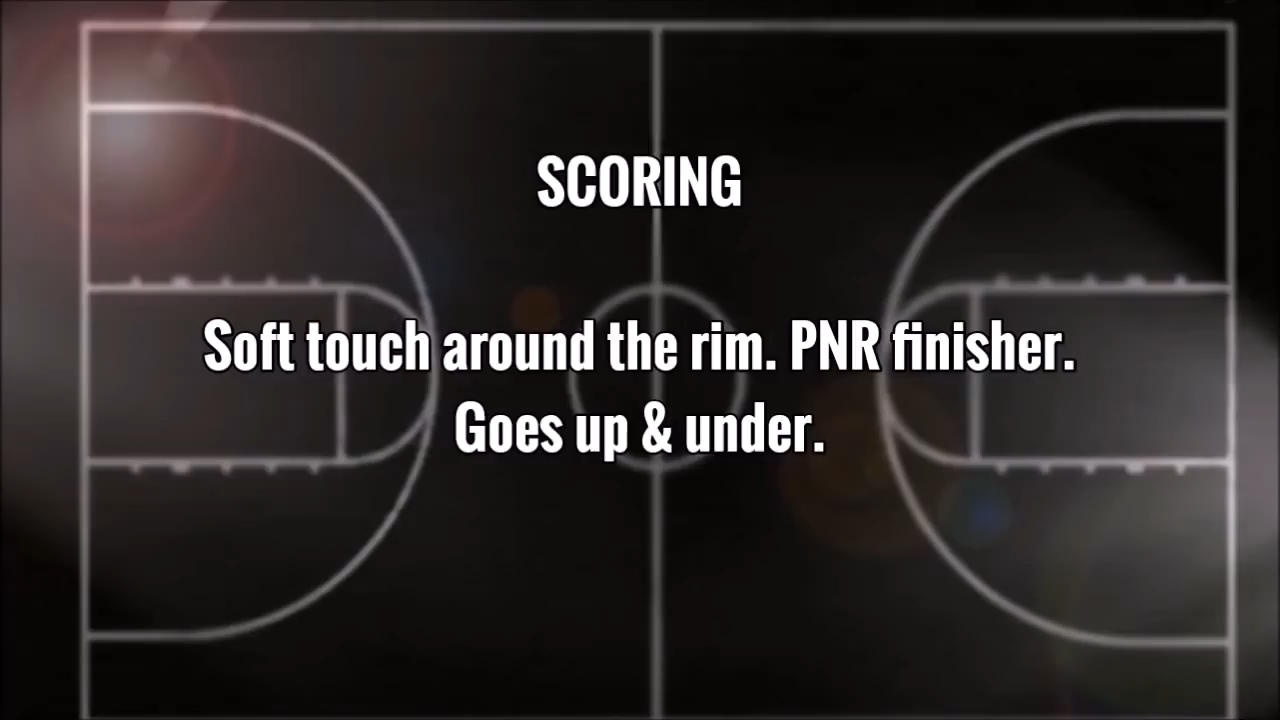 SCORING
Soft touch around the rim. PNR finisher.
Goes up & under.